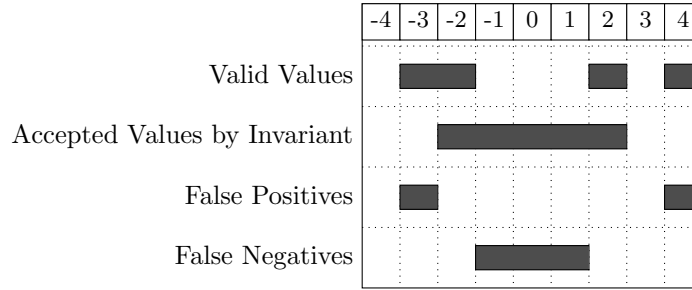 -4 -3 -2 -1 0 1 2 3 4
Valid Values
Accepted Values by Invariant
False Positives
False Negatives